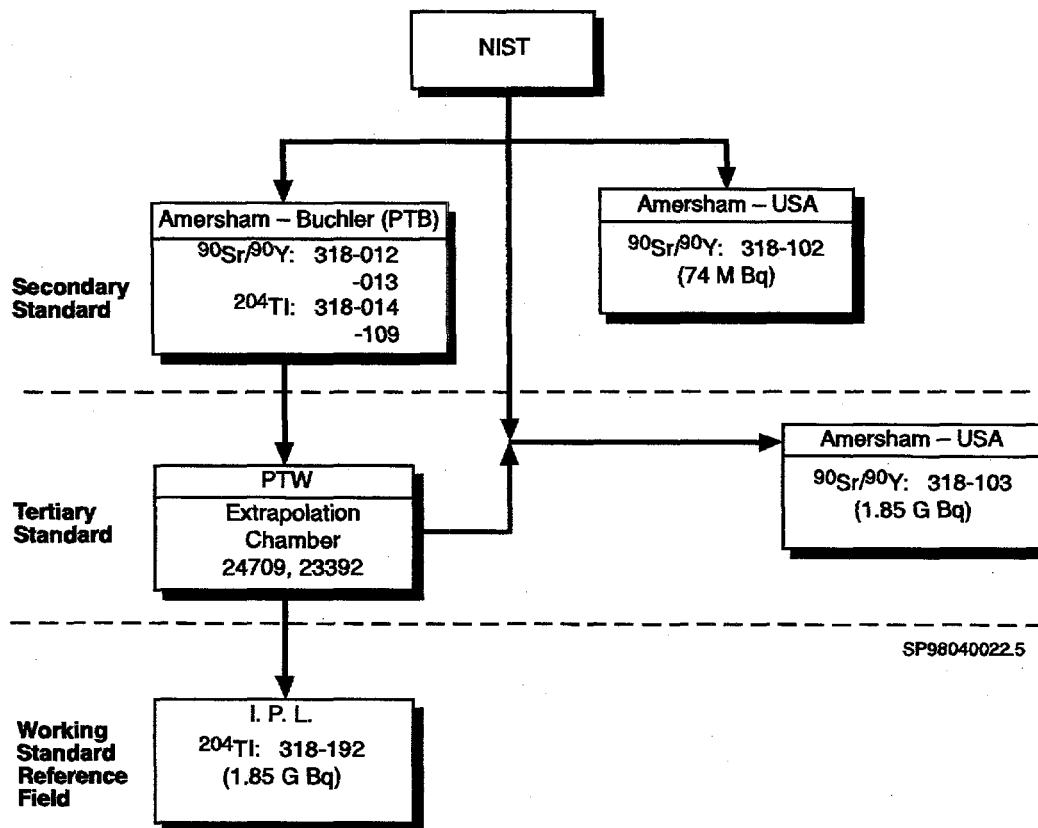 NIST
Amersham – Buchler (PTB)
⁹⁰Sr/⁹⁰Y: 318-012
-013
²⁰⁴Tl: 318-014
-109
Amersham – USA
⁹⁰Sr/⁹⁰Y: 318-102
(74 M Bq)
Secondary
Standard
PTW
Extrapolation
Chamber
24709, 23392
Amersham – USA
⁹⁰Sr/⁹⁰Y: 318-103
(1.85 G Bq)
Tertiary
Standard
SP98040022.5
I. P. L.
²⁰⁴Tl: 318-192
(1.85 G Bq)
Working
Standard
Reference
Field